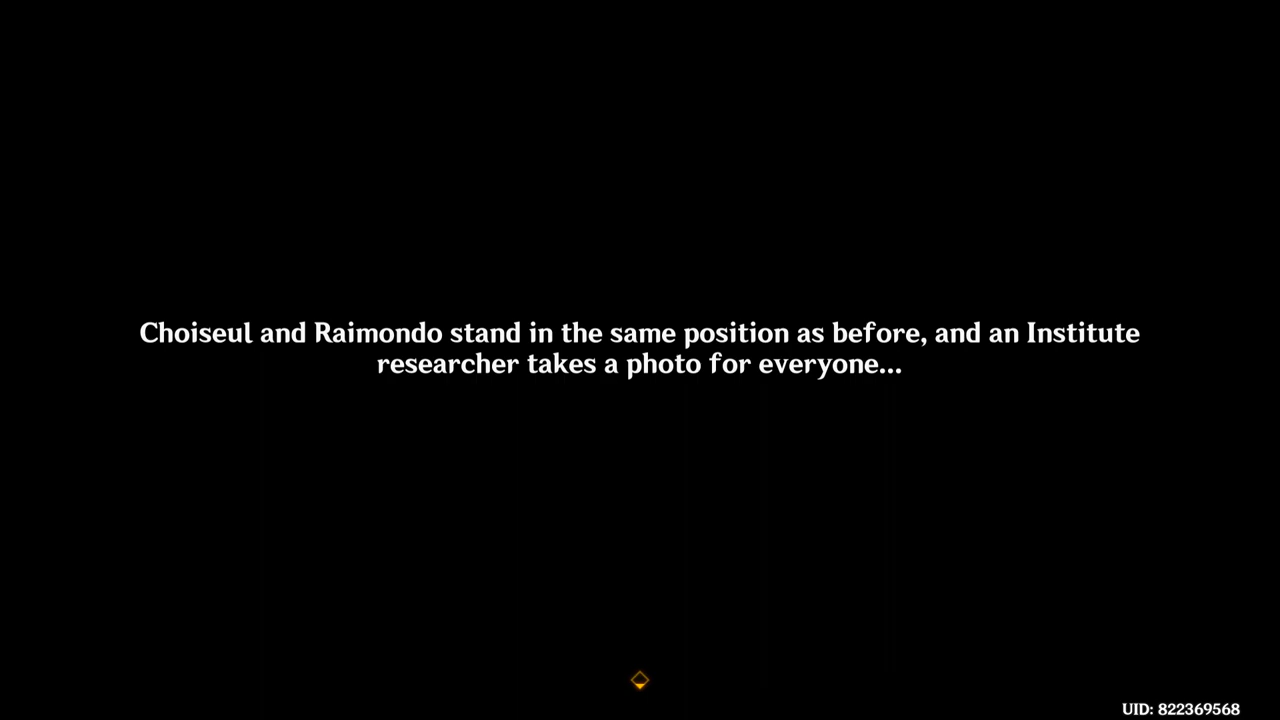 Choiseul and Raimondo stand in the same position as before, and an Institute
researcher takes a photo for everyone...
UID: 822369568